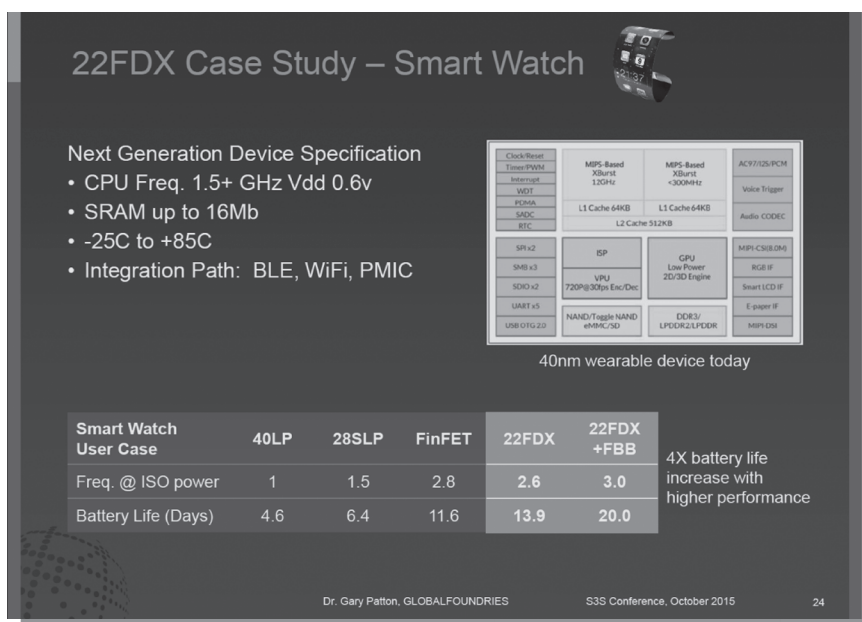 22FDX Case Study – Smart Watch
21:37
Next Generation Device Specification
• CPU Freq. 1.5+ GHz Vdd 0.6v
• SRAM up to 16Mb
• -25C to +85C
• Integration Path: BLE, WiFi, PMIC
Clock/Reset
Timer/PWM
Interrupt
WDT
PDMA
SADC
RTC
MIPS-Based
XBurst
12GHz
MIPS-Based
XBurst
<300MHz
L1 Cache 64KB
L1 Cache 64KB
L2 Cache 512KB
AC97/I2S/PCM
Voice Trigger
Audio CODEC
SPI x2
SMB x3
SDIO x2
UART x5
USB OTG 2.0
ISP
VPU
720P@30fps Enc/Dec
GPU
Low Power
2D/3D Engine
NAND/Toggle NAND
eMMC/SD
DDR3/
LPDDR2/LPDDR
MIPI-CSI(8.0M)
RGB IF
Smart LCD IF
E-paper IF
MIPI-DSI
40nm wearable device today
Smart Watch
User Case
40LP 28SLP FinFET 22FDX 22FDX
+FBB
Freq. @ ISO power 1 1.5 2.8 2.6 3.0
Battery Life (Days) 4.6 6.4 11.6 13.9 20.0
4X battery life
increase with
higher performance
Dr. Gary Patton, GLOBALFOUNDRIES S3S Conference, October 2015 24